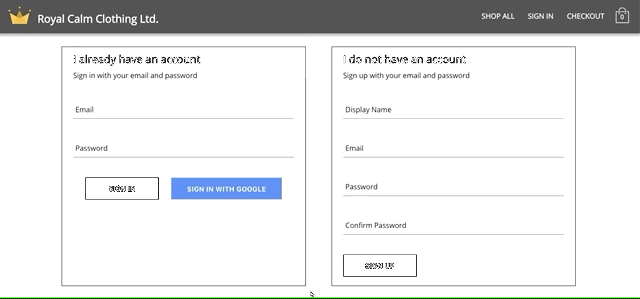 Royal Calm Clothing Ltd.
SHOP ALL
SIGN IN
CHECKOUT
0
I already have an account
Sign in with your email and password
Email
Password
SIGN IN
SIGN IN WITH GOOGLE
I do not have an account
Sign up with your email and password
Display Name
Email
Password
Confirm Password
SIGN UP